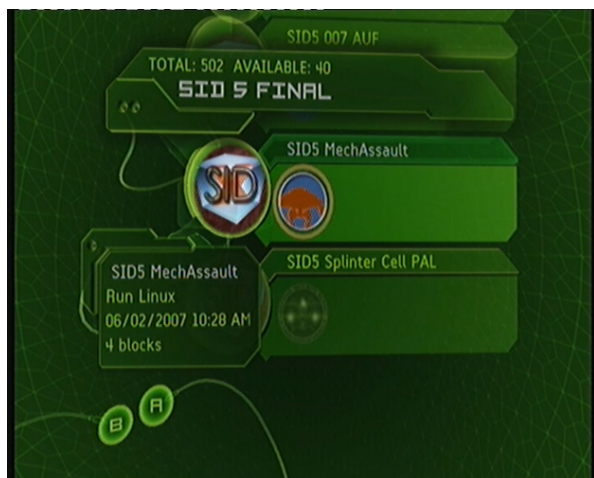 SID5 007 AUF
TOTAL: 502 AVAILABLE: 40
SID 5 FINAL
SID5 MechAssault
SID
SID5 Splinter Cell PAL
SID5 MechAssault
Run Linux
06/02/2007 10:28 AM
4 blocks
B
A